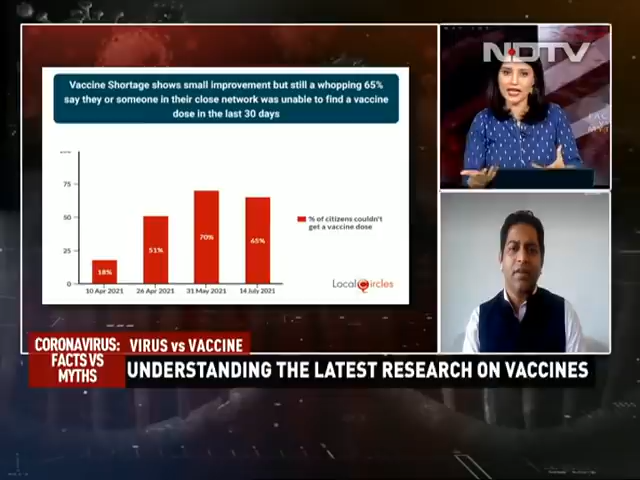 NDTV
Vaccine Shortage shows small improvement but still a whopping 65%
say they or someone in their close network was unable to find a vaccine
dose in the last 30 days
75
50
25
0
18%
51%
70%
65%
10 Apr 2021
26 Apr 2021
31 May 2021
14 July 2021
% of citizens couldn't
get a vaccine dose
LocalCircles
CORONAVIRUS:
FACTS VS
MYTHS
VIRUS vs VACCINE
UNDERSTANDING THE LATEST RESEARCH ON VACCINES